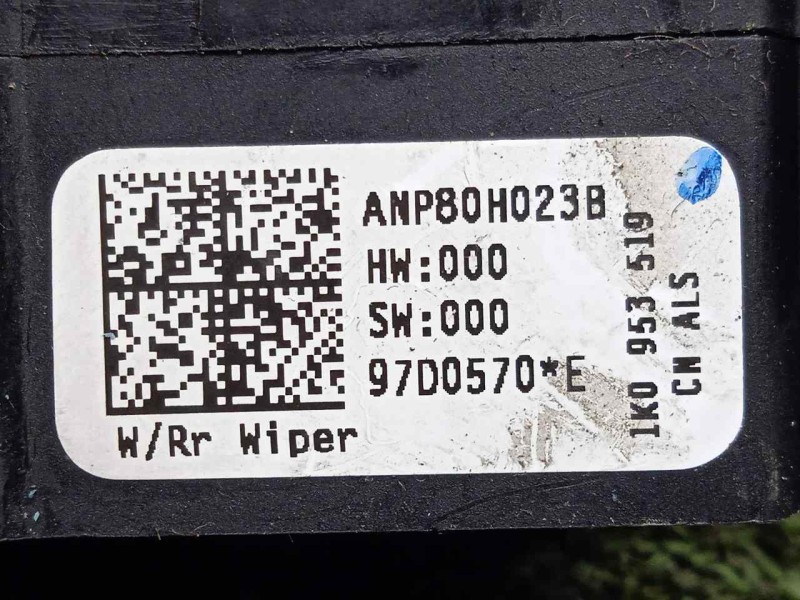 ANP80H023B
HW:000
SW:000
97D0570*E
W/Rr Wiper
1K0 953 519
CN ALS